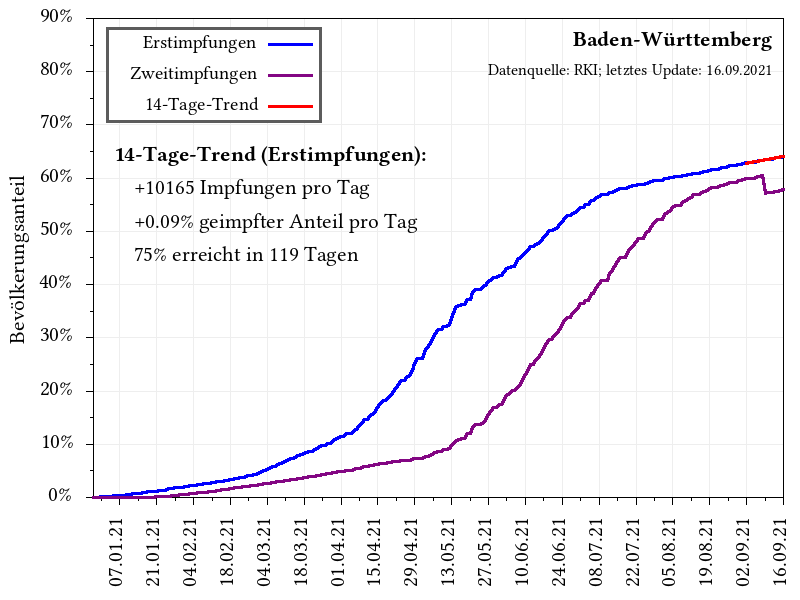 90%
80%
70%
60%
50%
40%
30%
20%
10%
0%
Bevölkerungsanteil
Erstimpfungen
Zweitimpfungen
14-Tage-Trend
Baden-Württemberg
Datenquelle: RKI; letztes Update: 16.09.2021
14-Tage-Trend (Erstimpfungen):
+10165 Impfungen pro Tag
+0.09% geimpfter Anteil pro Tag
75% erreicht in 119 Tagen
07.01.21
21.01.21
04.02.21
18.02.21
04.03.21
18.03.21
01.04.21
15.04.21
29.04.21
13.05.21
27.05.21
10.06.21
24.06.21
08.07.21
22.07.21
05.08.21
19.08.21
02.09.21
16.09.21